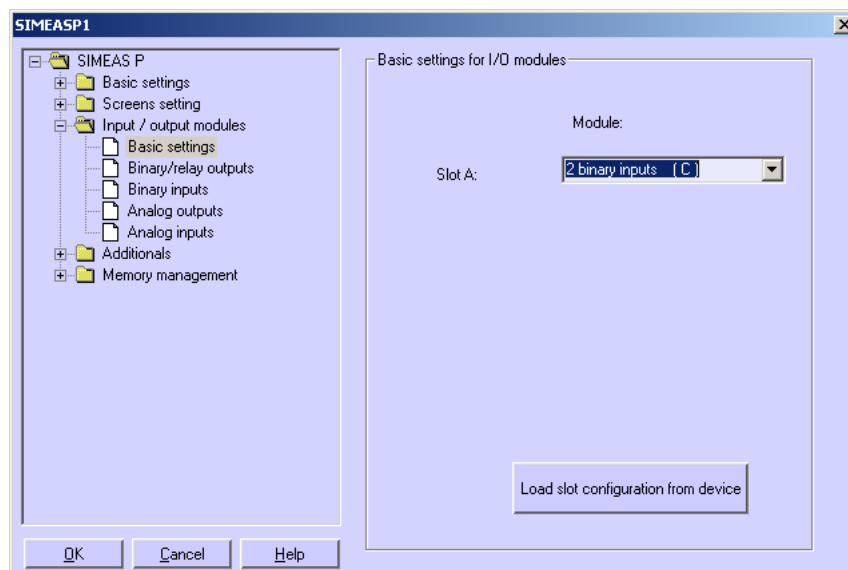 SIMEASP1
SIMEAS P
Basic settings
Screens setting
Input / output modules
Basic settings
Binary/relay outputs
Binary inputs
Analog outputs
Analog inputs
Additionals
Memory management
OK
Cancel
Help
Basic settings for I/O modules
Module:
Slot A:
2 binary inputs ( C )
Load slot configuration from device